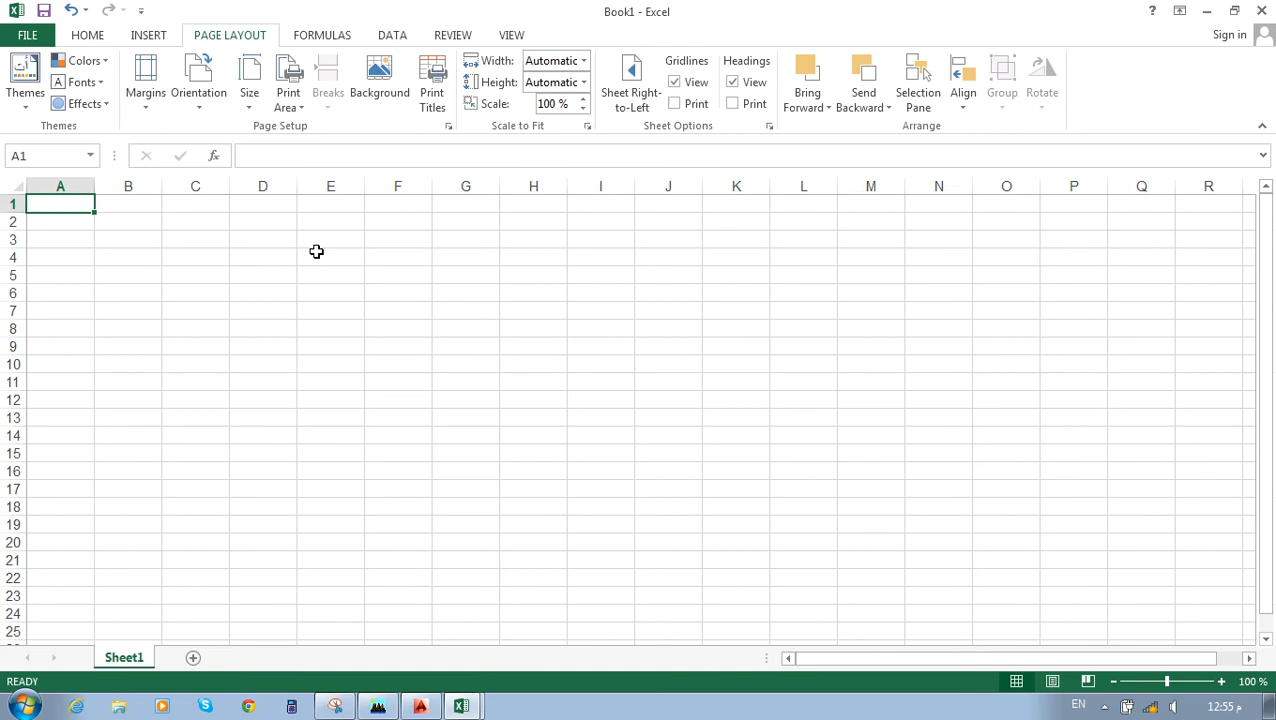 Book1 - Excel
FILE HOME INSERT PAGE LAYOUT FORMULAS DATA REVIEW VIEW Sign in
Themes
Colors
Fonts
Effects
Themes
Margins
Orientation
Size
Print Area
Breaks
Background
Print Titles
Page Setup
Width: Automatic
Height: Automatic
Scale: 100 %
Scale to Fit
Sheet Right-to-Left
Gridlines
View
Print
Headings
View
Print
Sheet Options
Bring Forward
Send Backward
Selection Pane
Align
Group
Rotate
Arrange
A1
fx
A B C D E F G H I J K L M N O P Q R
1
2
3
4
5
6
7
8
9
10
11
12
13
14
15
16
17
18
19
20
21
22
23
24
25
Sheet1
READY
100 %
EN
12:55 م